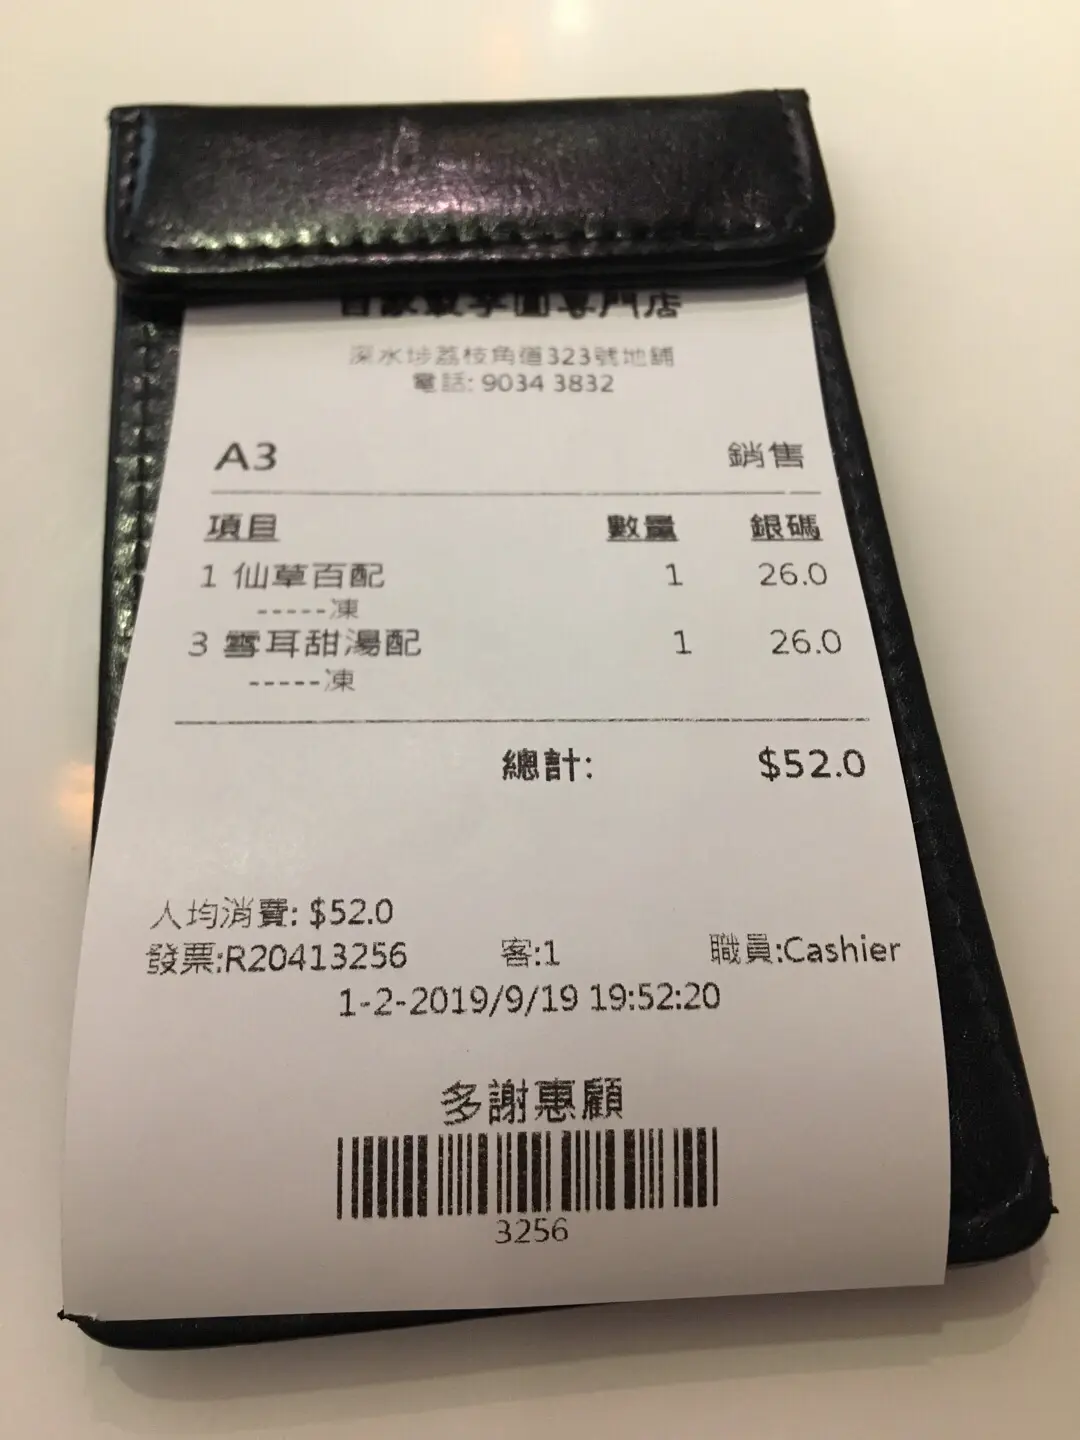 專門店
深水埗荔枝角道323號地舖
電話: 9034 3832
A3 銷售
項目 數量 銀碼
1 仙草百配 1 26.0
-----凍
3 雪耳甜湯配 1 26.0
-----凍
總計: $52.0
人均消費: $52.0
發票:R20413256 客:1 職員:Cashier
1-2-2019/9/19 19:52:20
多謝惠顧
3256